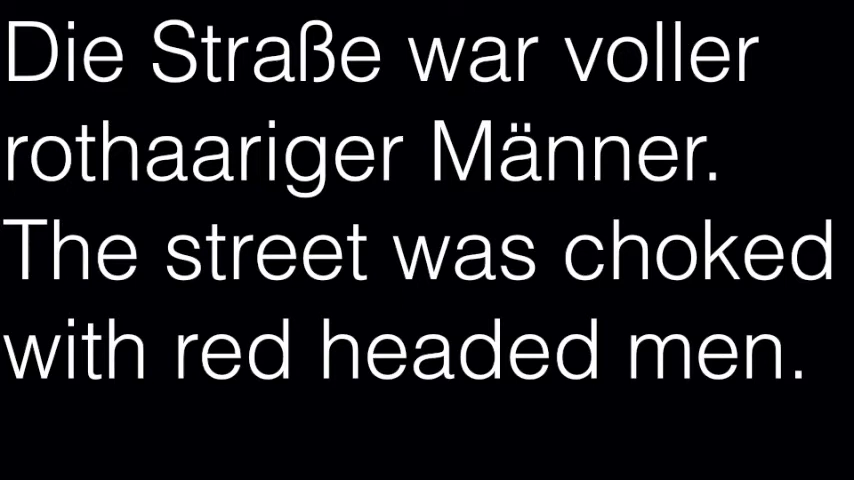 Die Straße war voller
rothaariger Männer.
The street was choked
with red headed men.